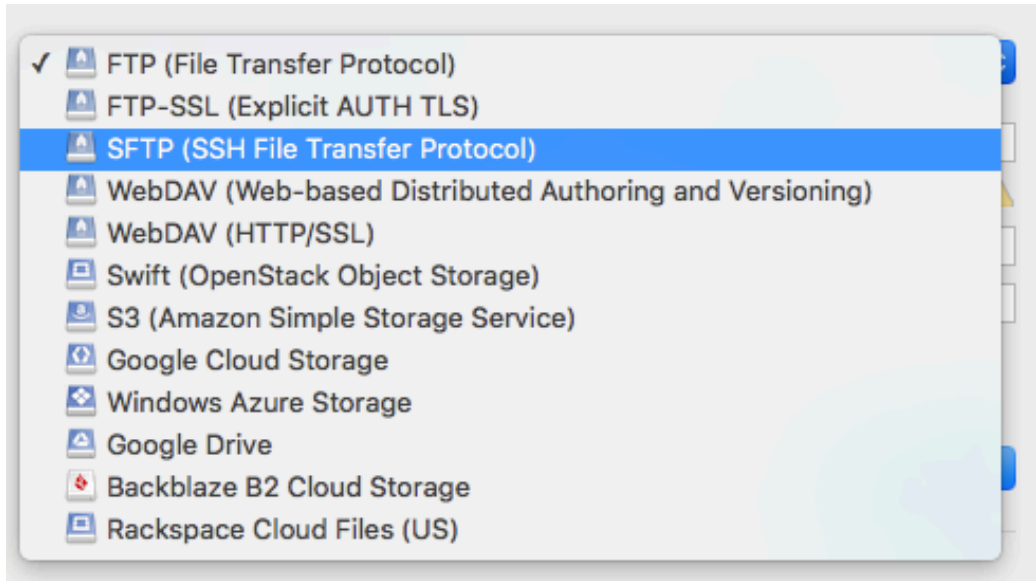 ✓ FTP (File Transfer Protocol)
FTP-SSL (Explicit AUTH TLS)
SFTP (SSH File Transfer Protocol)
WebDAV (Web-based Distributed Authoring and Versioning)
WebDAV (HTTP/SSL)
Swift (OpenStack Object Storage)
S3 (Amazon Simple Storage Service)
Google Cloud Storage
Windows Azure Storage
Google Drive
Backblaze B2 Cloud Storage
Rackspace Cloud Files (US)